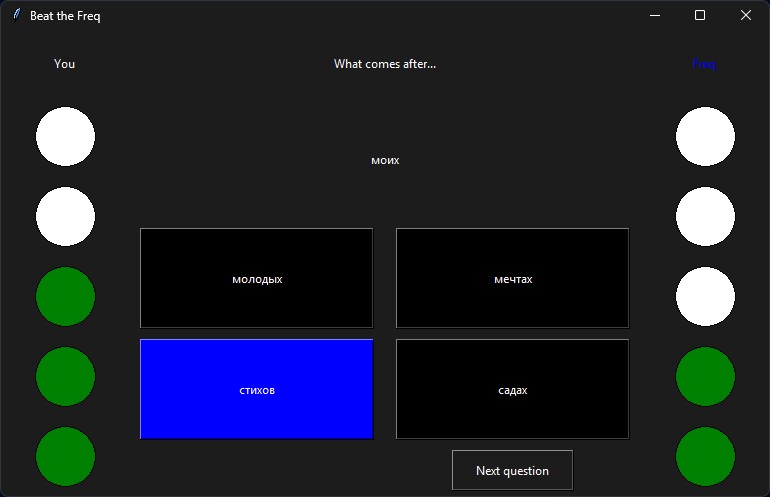 Beat the Freq
You
What comes after...
Freq
моих
молодых
мечтах
стихов
садах
Next question